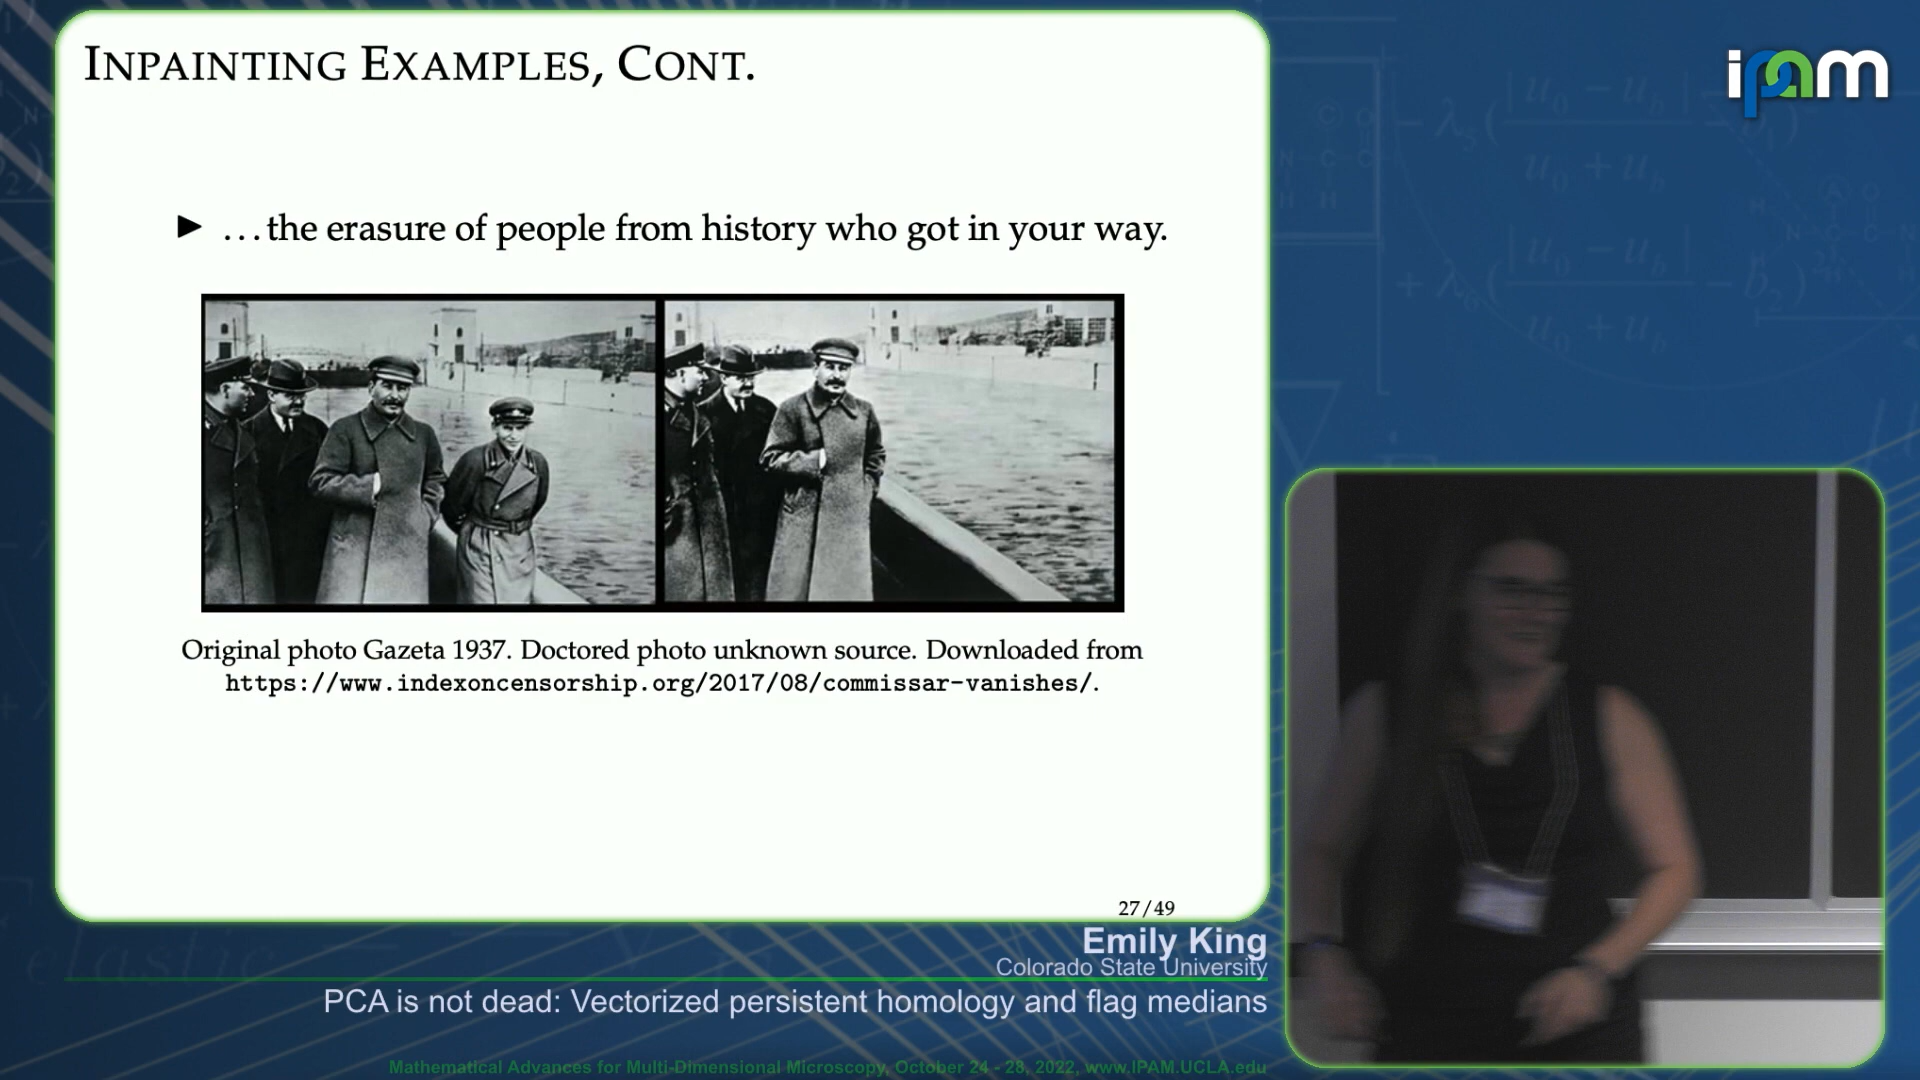 INPAINTING EXAMPLES, CONT.
▶ ...the erasure of people from history who got in your way.
Original photo Gazeta 1937. Doctored photo unknown source. Downloaded from
https://www.indexoncensorship.org/2017/08/commissar-vanishes/.
27/49
ipam
Emily King
Colorado State University
PCA is not dead: Vectorized persistent homology and flag medians
Mathematical Advances for Multi-Dimensional Microscopy, October 24 - 28, 2022, www.IPAM.UCLA.edu
elastic